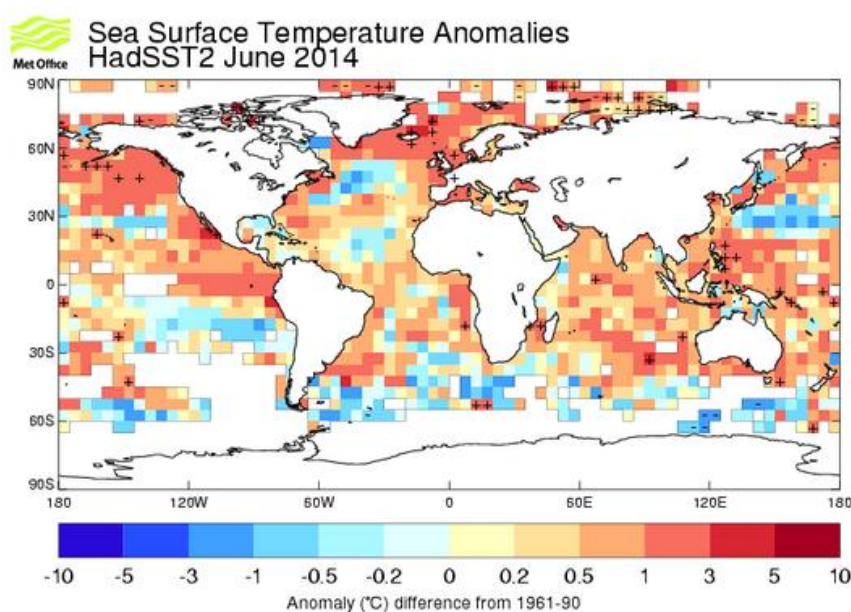 Met Office
Sea Surface Temperature Anomalies
HadSST2 June 2014
90N
60N
30N
0
30S
60S
90S
180 120W 60W 0 60E 120E 180
-10 -5 -3 -1 -0.5 -0.2 0 0.2 0.5 1 3 5 10
Anomaly (°C) difference from 1961-90